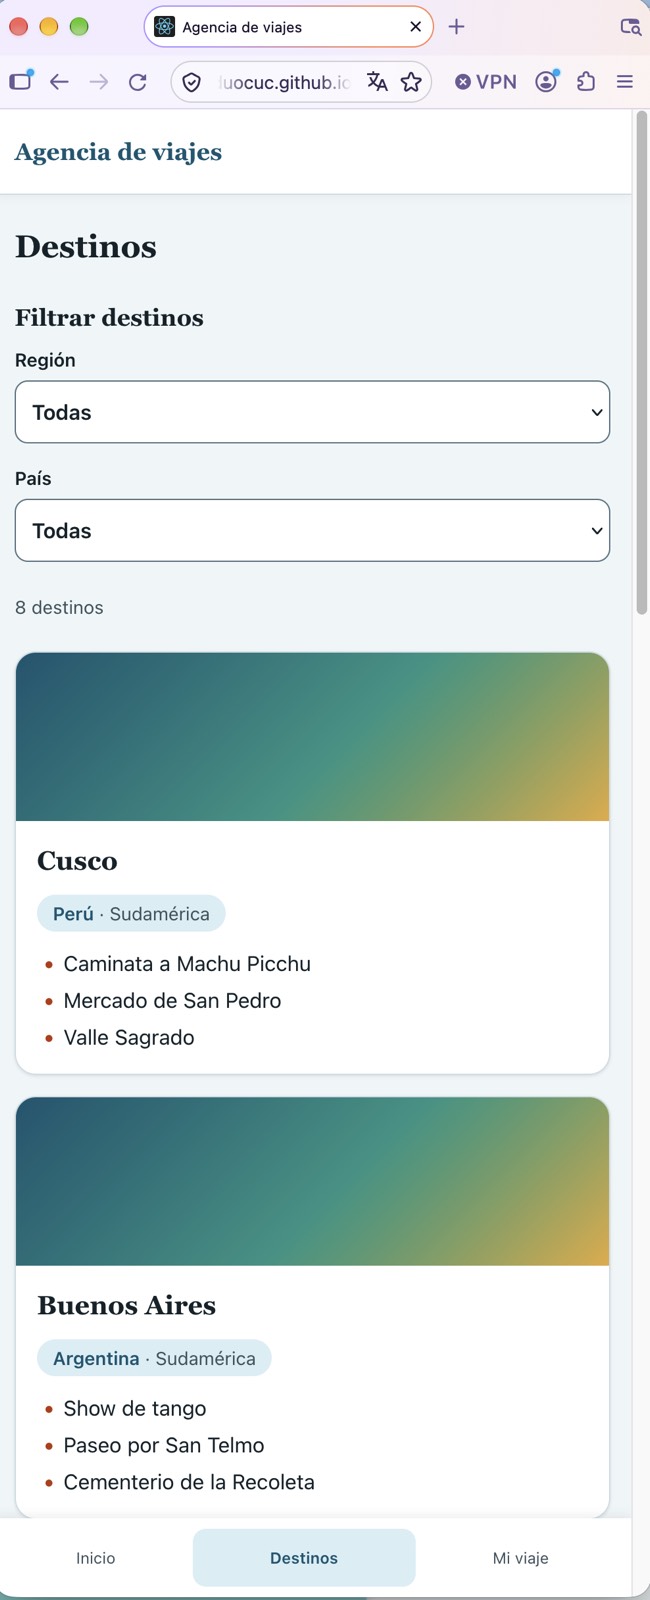 Agencia de viajes
uocuc.github.io
VPN
Agencia de viajes
Destinos
Filtrar destinos
Región
Todas
País
Todas
8 destinos
Cusco
Perú · Sudamérica
Caminata a Machu Picchu
Mercado de San Pedro
Valle Sagrado
Buenos Aires
Argentina · Sudamérica
Show de tango
Paseo por San Telmo
Cementerio de la Recoleta
Inicio
Destinos
Mi viaje